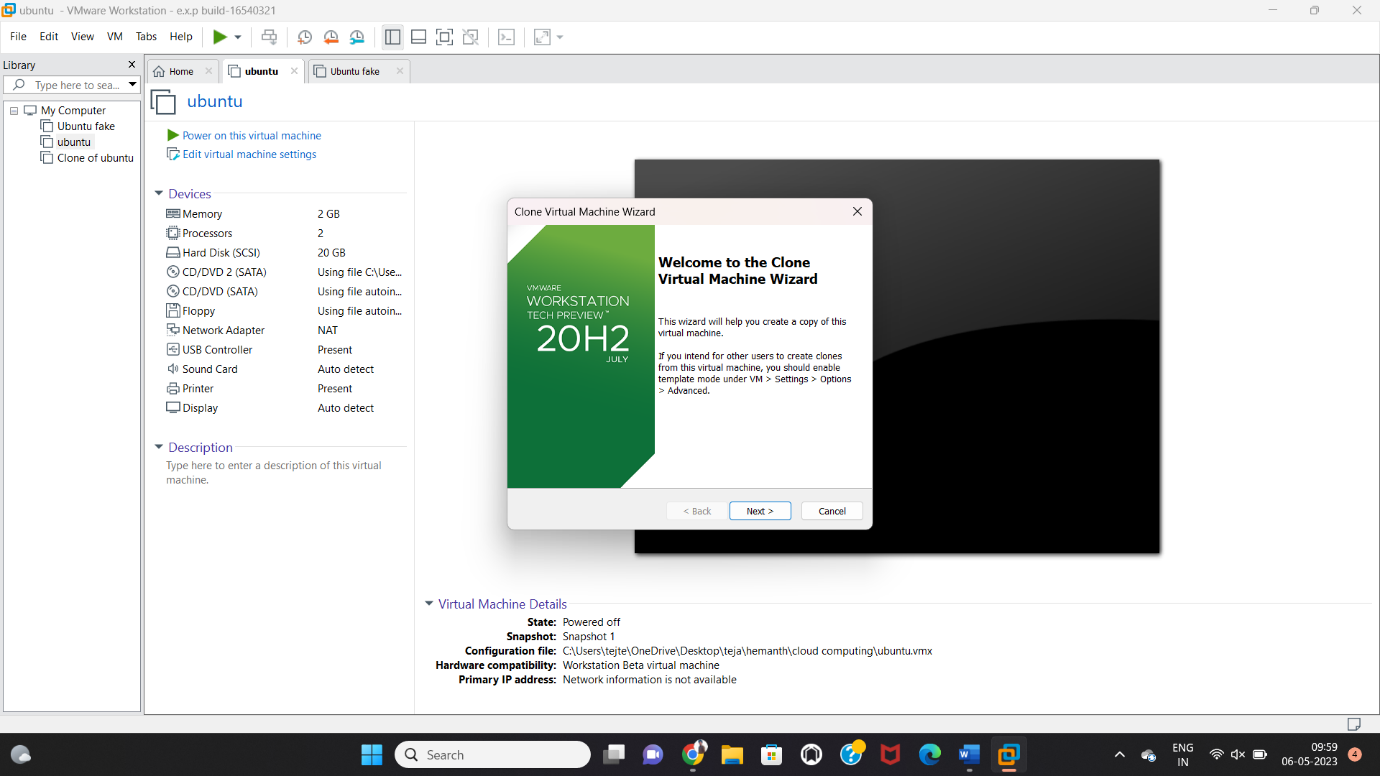 ubuntu - VMware Workstation - e.x.p build-16540321
File Edit View VM Tabs Help
Library
Type here to sea...
My Computer
Ubuntu fake
ubuntu
Clone of ubuntu
Home
ubuntu
Ubuntu fake
ubuntu
Power on this virtual machine
Edit virtual machine settings
Devices
Memory 2 GB
Processors 2
Hard Disk (SCSI) 20 GB
CD/DVD 2 (SATA) Using file C:\Use...
CD/DVD (SATA) Using file autoin...
Floppy Using file autoin...
Network Adapter NAT
USB Controller Present
Sound Card Auto detect
Printer Present
Display Auto detect
Description
Type here to enter a description of this virtual
machine.
Clone Virtual Machine Wizard
VMWARE
WORKSTATION
TECH PREVIEW™
20H2
JULY
Welcome to the Clone
Virtual Machine Wizard
This wizard will help you create a copy of this
virtual machine.
If you intend for other users to create clones
from this virtual machine, you should enable
template mode under VM > Settings > Options
> Advanced.
< Back Next > Cancel
Virtual Machine Details
State: Powered off
Snapshot: Snapshot 1
Configuration file: C:\Users\tejte\OneDrive\Desktop\teja\hemanth\cloud computing\ubuntu.vmx
Hardware compatibility: Workstation Beta virtual machine
Primary IP address: Network information is not available
Search
ENG
IN
09:59
06-05-2023
4